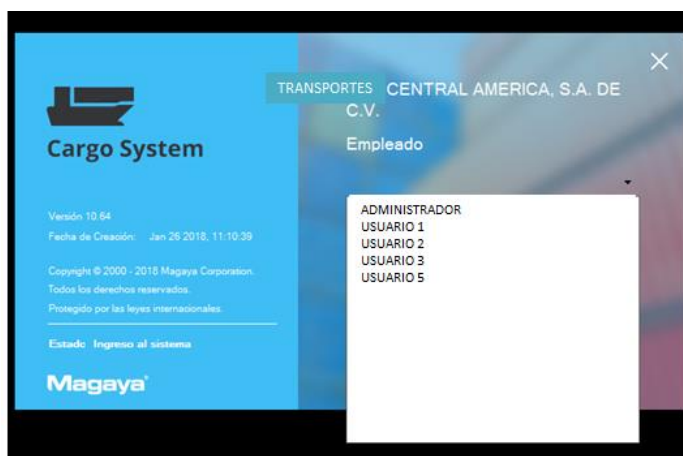 Cargo System
Versión 10.64
Fecha de Creación: Jan 26 2018, 11:10:39
Copyright © 2000 - 2018 Magaya Corporation.
Todos los derechos reservados.
Protegido por las leyes internacionales.
Estado Ingreso al sistema
Magaya
TRANSPORTES CENTRAL AMERICA, S.A. DE
C.V.
Empleado
ADMINISTRADOR
USUARIO 1
USUARIO 2
USUARIO 3
USUARIO 5